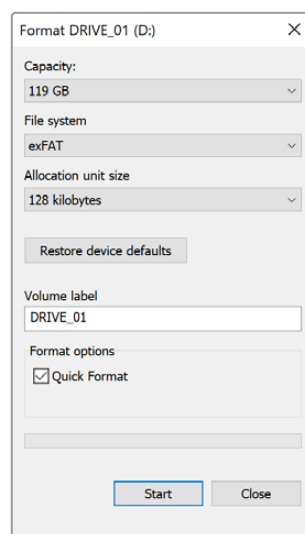 Format DRIVE_01 (D:)
Capacity:
119 GB
File system
exFAT
Allocation unit size
128 kilobytes
Restore device defaults
Volume label
DRIVE_01
Format options
Quick Format
Start Close